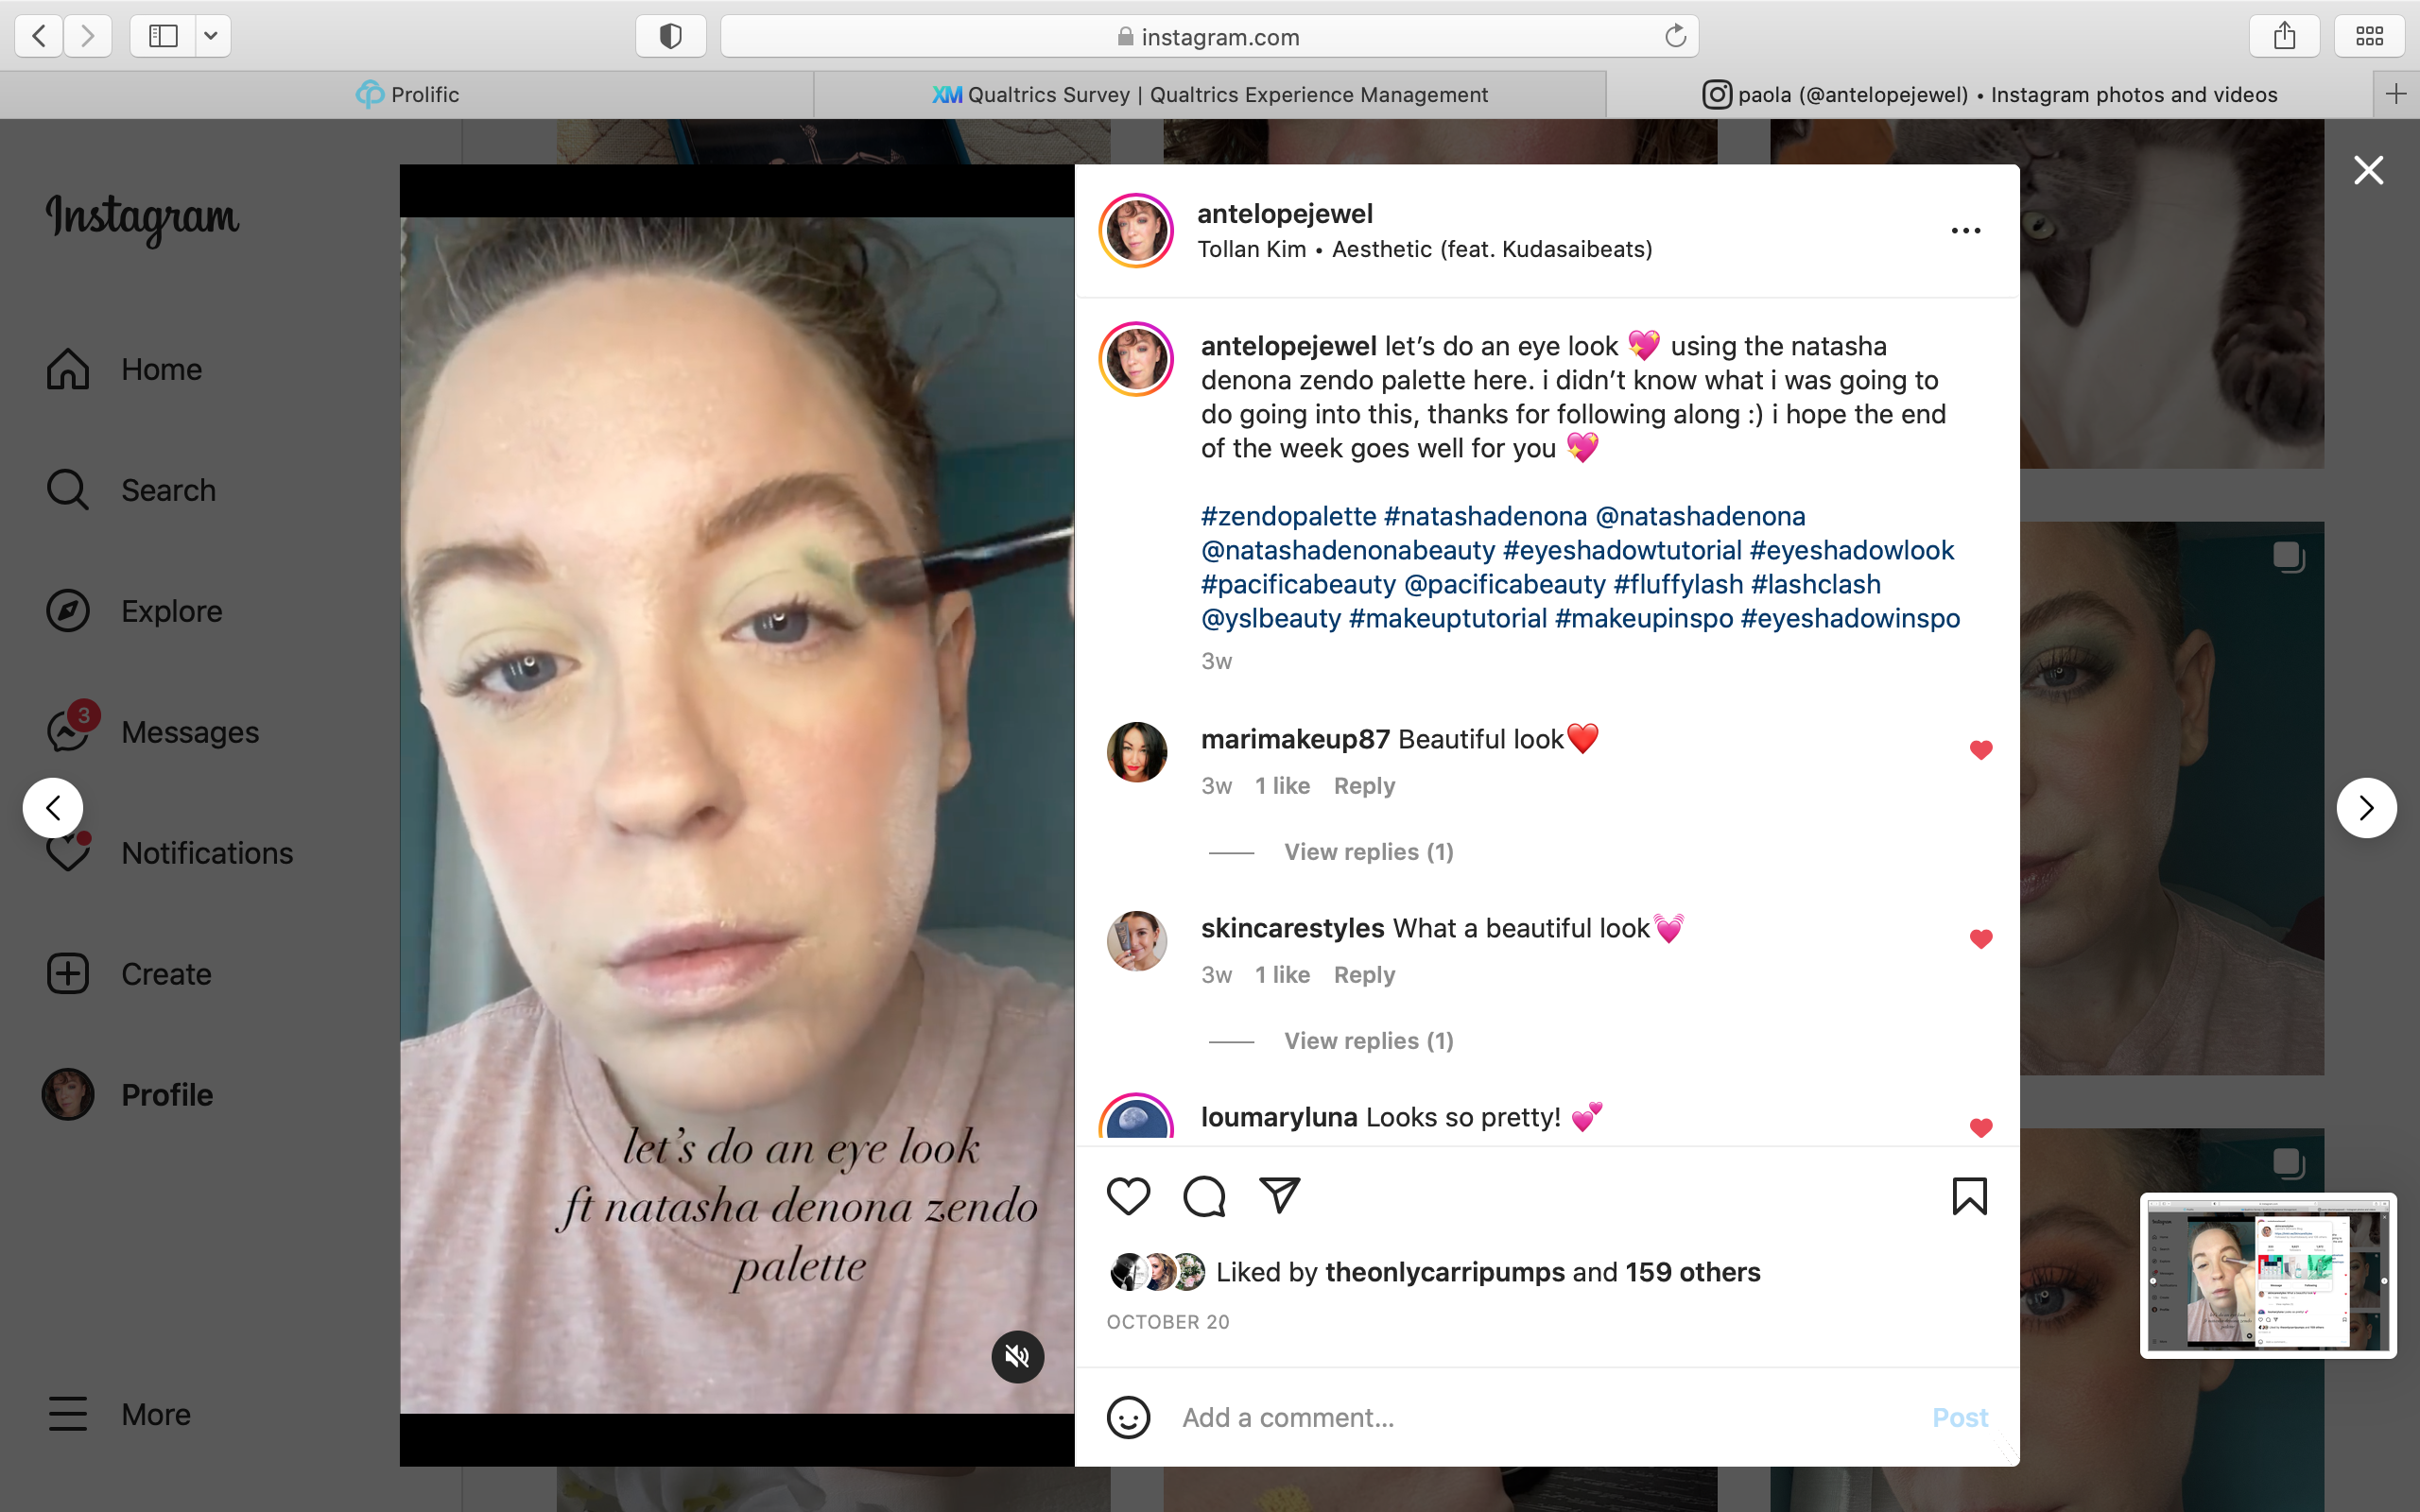 instagram.com
Prolific
XM Qualtrics Survey | Qualtrics Experience Management
paola (@antelopejewel) • Instagram photos and videos
Instagram
Home
Search
Explore
3
Messages
Notifications
Create
Profile
More
let's do an eye look
ft natasha denona zendo
palette
antelopejewel
Tollan Kim • Aesthetic (feat. Kudasaibeats)
antelopejewel let’s do an eye look 💖 using the natasha
denona zendo palette here. i didn’t know what i was going to
do going into this, thanks for following along :) i hope the end
of the week goes well for you 💖
#zendopalette #natashadenona @natashadenona
@natashadenonabeauty #eyeshadowtutorial #eyeshadowlook
#pacificabeauty @pacificabeauty #fluffylash #lashclash
@yslbeauty #makeuptutorial #makeupinspo #eyeshadowinspo
3w
marimakeup87 Beautiful look❤️
3w 1 like Reply
View replies (1)
skincarestyles What a beautiful look💓
3w 1 like Reply
View replies (1)
loumaryluna Looks so pretty! 💕
Liked by theonlycarripumps and 159 others
OCTOBER 20
Add a comment...
Post